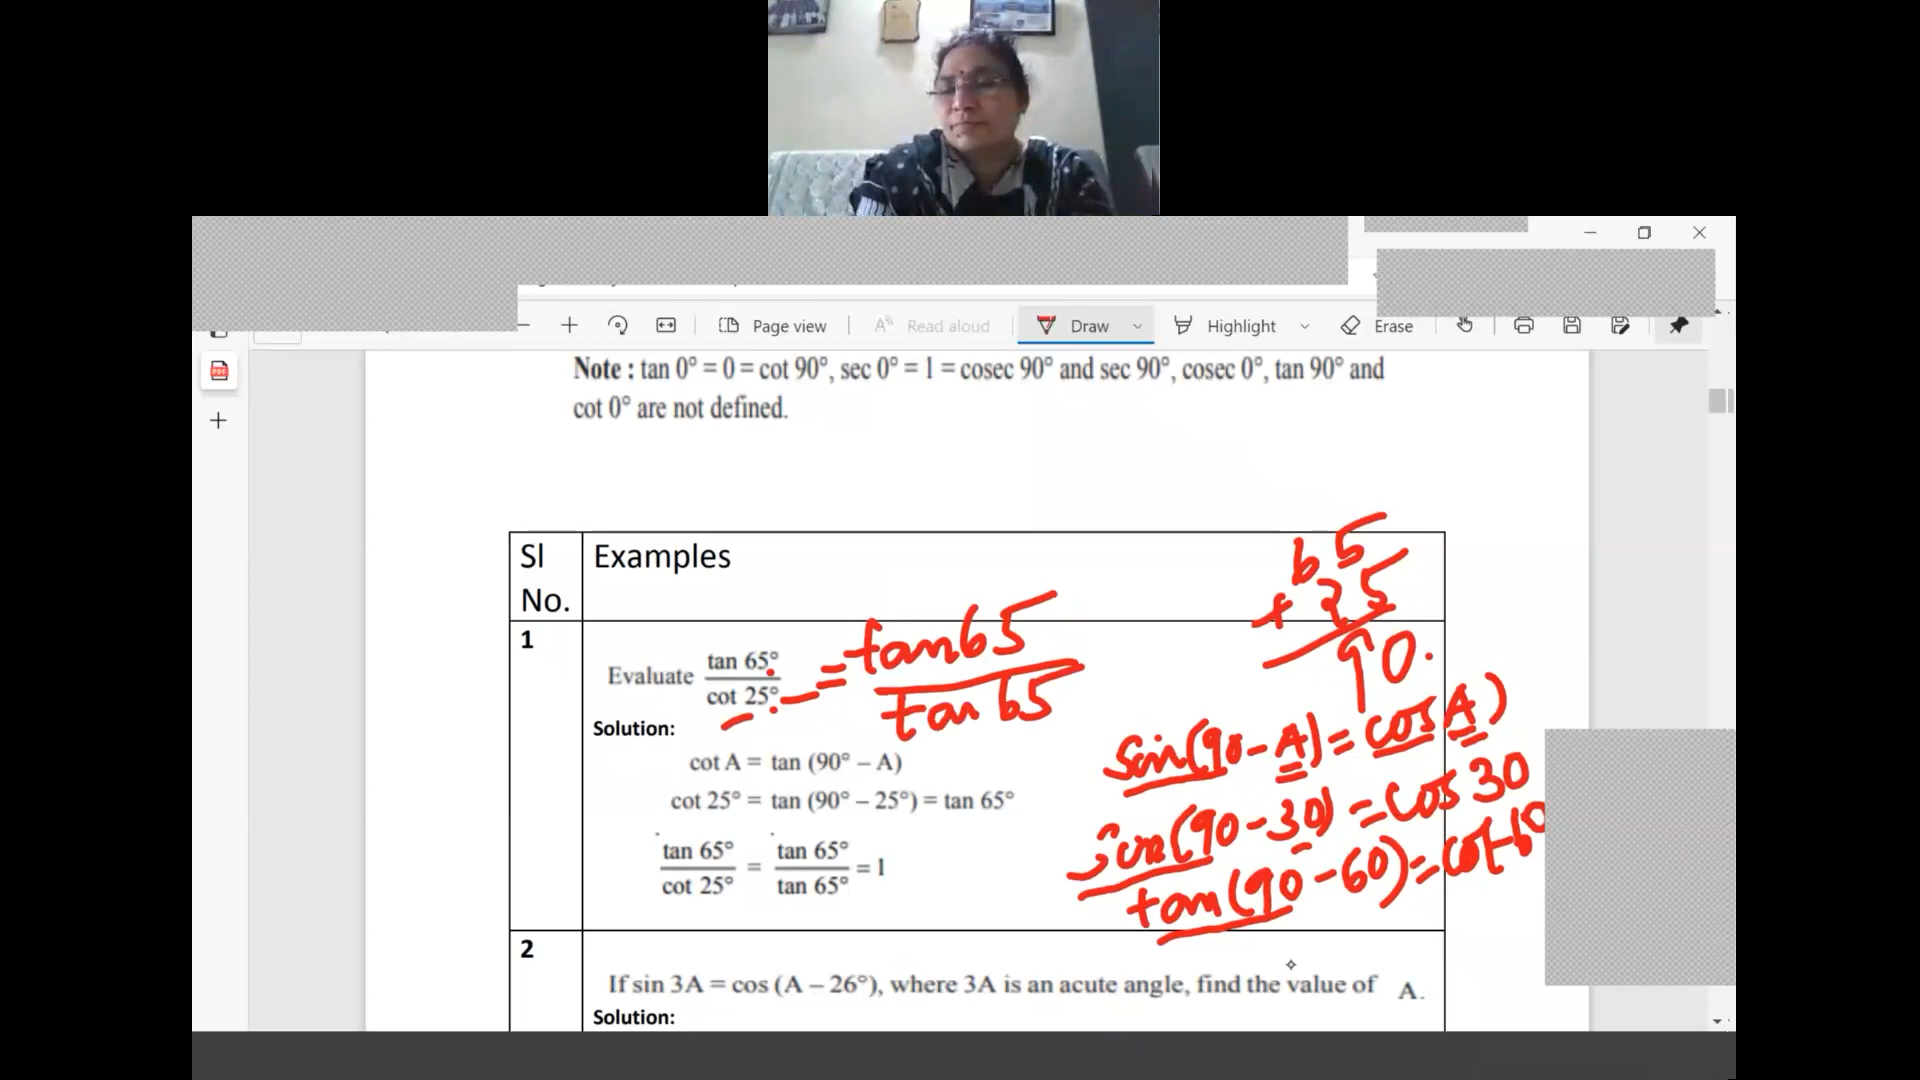 Page view
Read aloud
Draw
Highlight
Erase
PDF
Note : tan 0° = 0 = cot 90°, sec 0° = 1 = cosec 90° and sec 90°, cosec 0°, tan 90° and
cot 0° are not defined.
Sl
No.
Examples
65
+ 25
90.
1
Evaluate tan 65° / cot 25°
= tan65 / tan 65
Solution:
cot A = tan (90° – A)
cot 25° = tan (90° – 25°) = tan 65°
tan 65° / cot 25° = tan 65° / tan 65° = 1
sin(90-A) = cos A)
sin(90-30) = cos 30
tan(90-60) = cot 60
2
If sin 3A = cos (A – 26°), where 3A is an acute angle, find the value of A.
Solution: